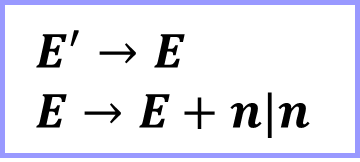 E′ → E
E → E + n|n